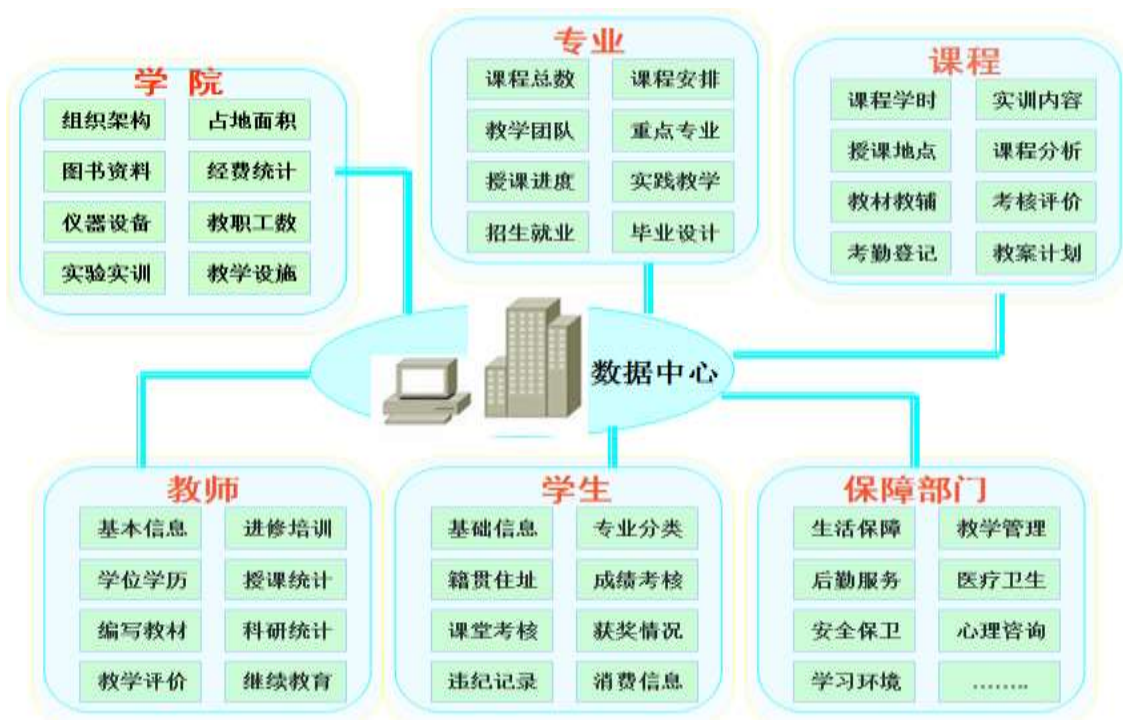 学 院
组织架构 占地面积
图书资料 经费统计
仪器设备 教职工数
实验实训 教学设施
专业
课程总数 课程安排
教学团队 重点专业
授课进度 实践教学
招生就业 毕业设计
课程
课程学时 实训内容
授课地点 课程分析
教材教辅 考核评价
考勤登记 教案计划
数据中心
教师
基本信息 进修培训
学位学历 授课统计
编写教材 科研统计
教学评价 继续教育
学生
基础信息 专业分类
籍贯住址 成绩考核
课堂考核 获奖情况
违纪记录 消费信息
保障部门
生活保障 教学管理
后勤服务 医疗卫生
安全保卫 心理咨询
学习环境 ........